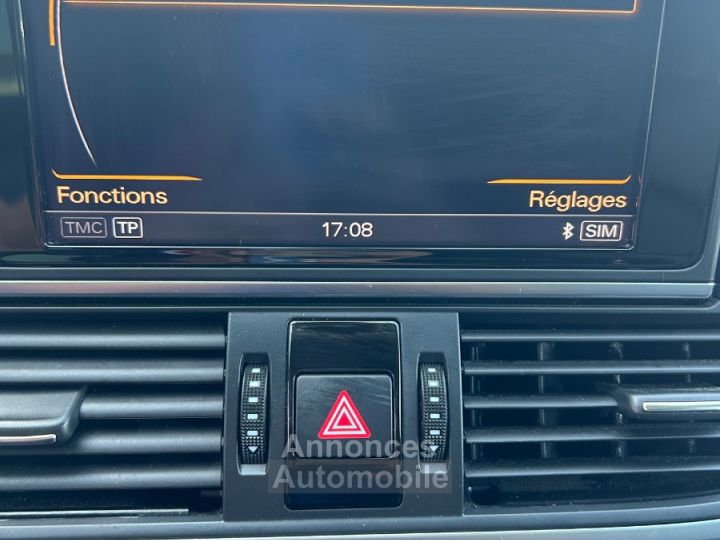 Fonctions
Réglages
TMC TP 17:08 SIM
Annonces
Automobile